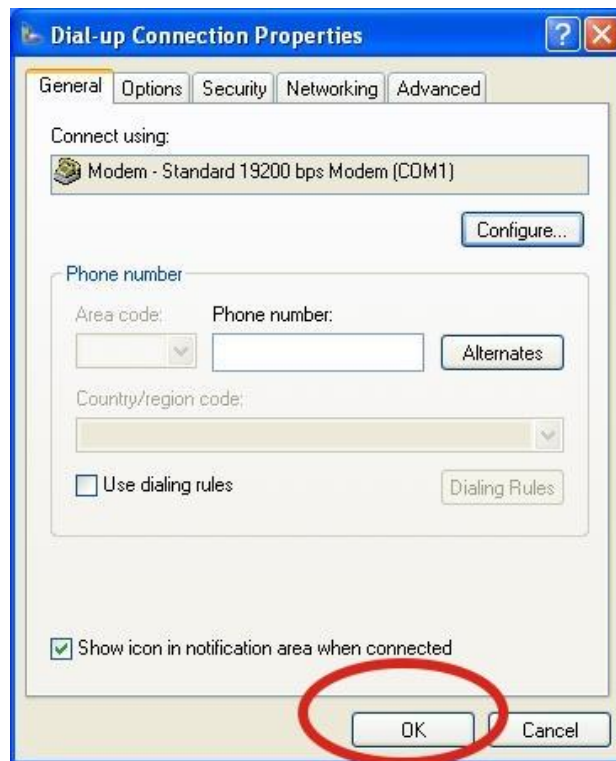 Dial-up Connection Properties
General Options Security Networking Advanced
Connect using:
Modem - Standard 19200 bps Modem (COM1)
Configure...
Phone number
Area code: Phone number:
Alternates
Country/region code:
Use dialing rules Dialing Rules
Show icon in notification area when connected
OK Cancel